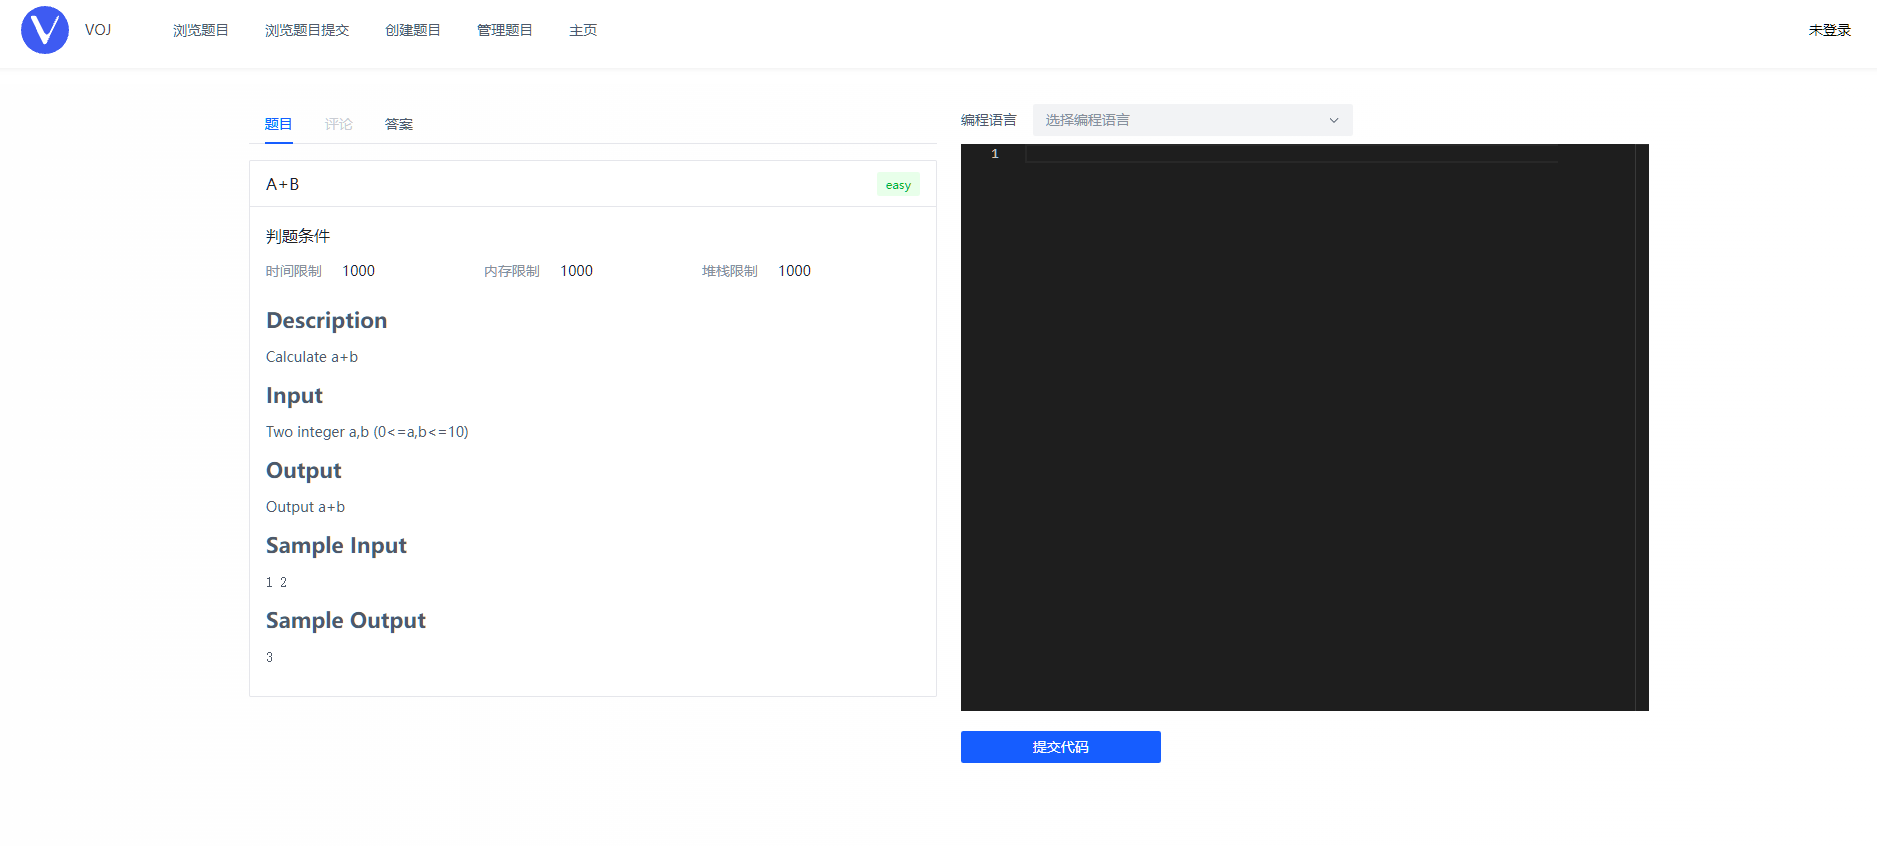 VOJ 浏览题目 浏览题目提交 创建题目 管理题目 主页 未登录
题目 评论 答案
A+B easy
判题条件
时间限制 1000 内存限制 1000 堆栈限制 1000
Description
Calculate a+b
Input
Two integer a,b (0<=a,b<=10)
Output
Output a+b
Sample Input
1 2
Sample Output
3
编程语言 选择编程语言
1
提交代码